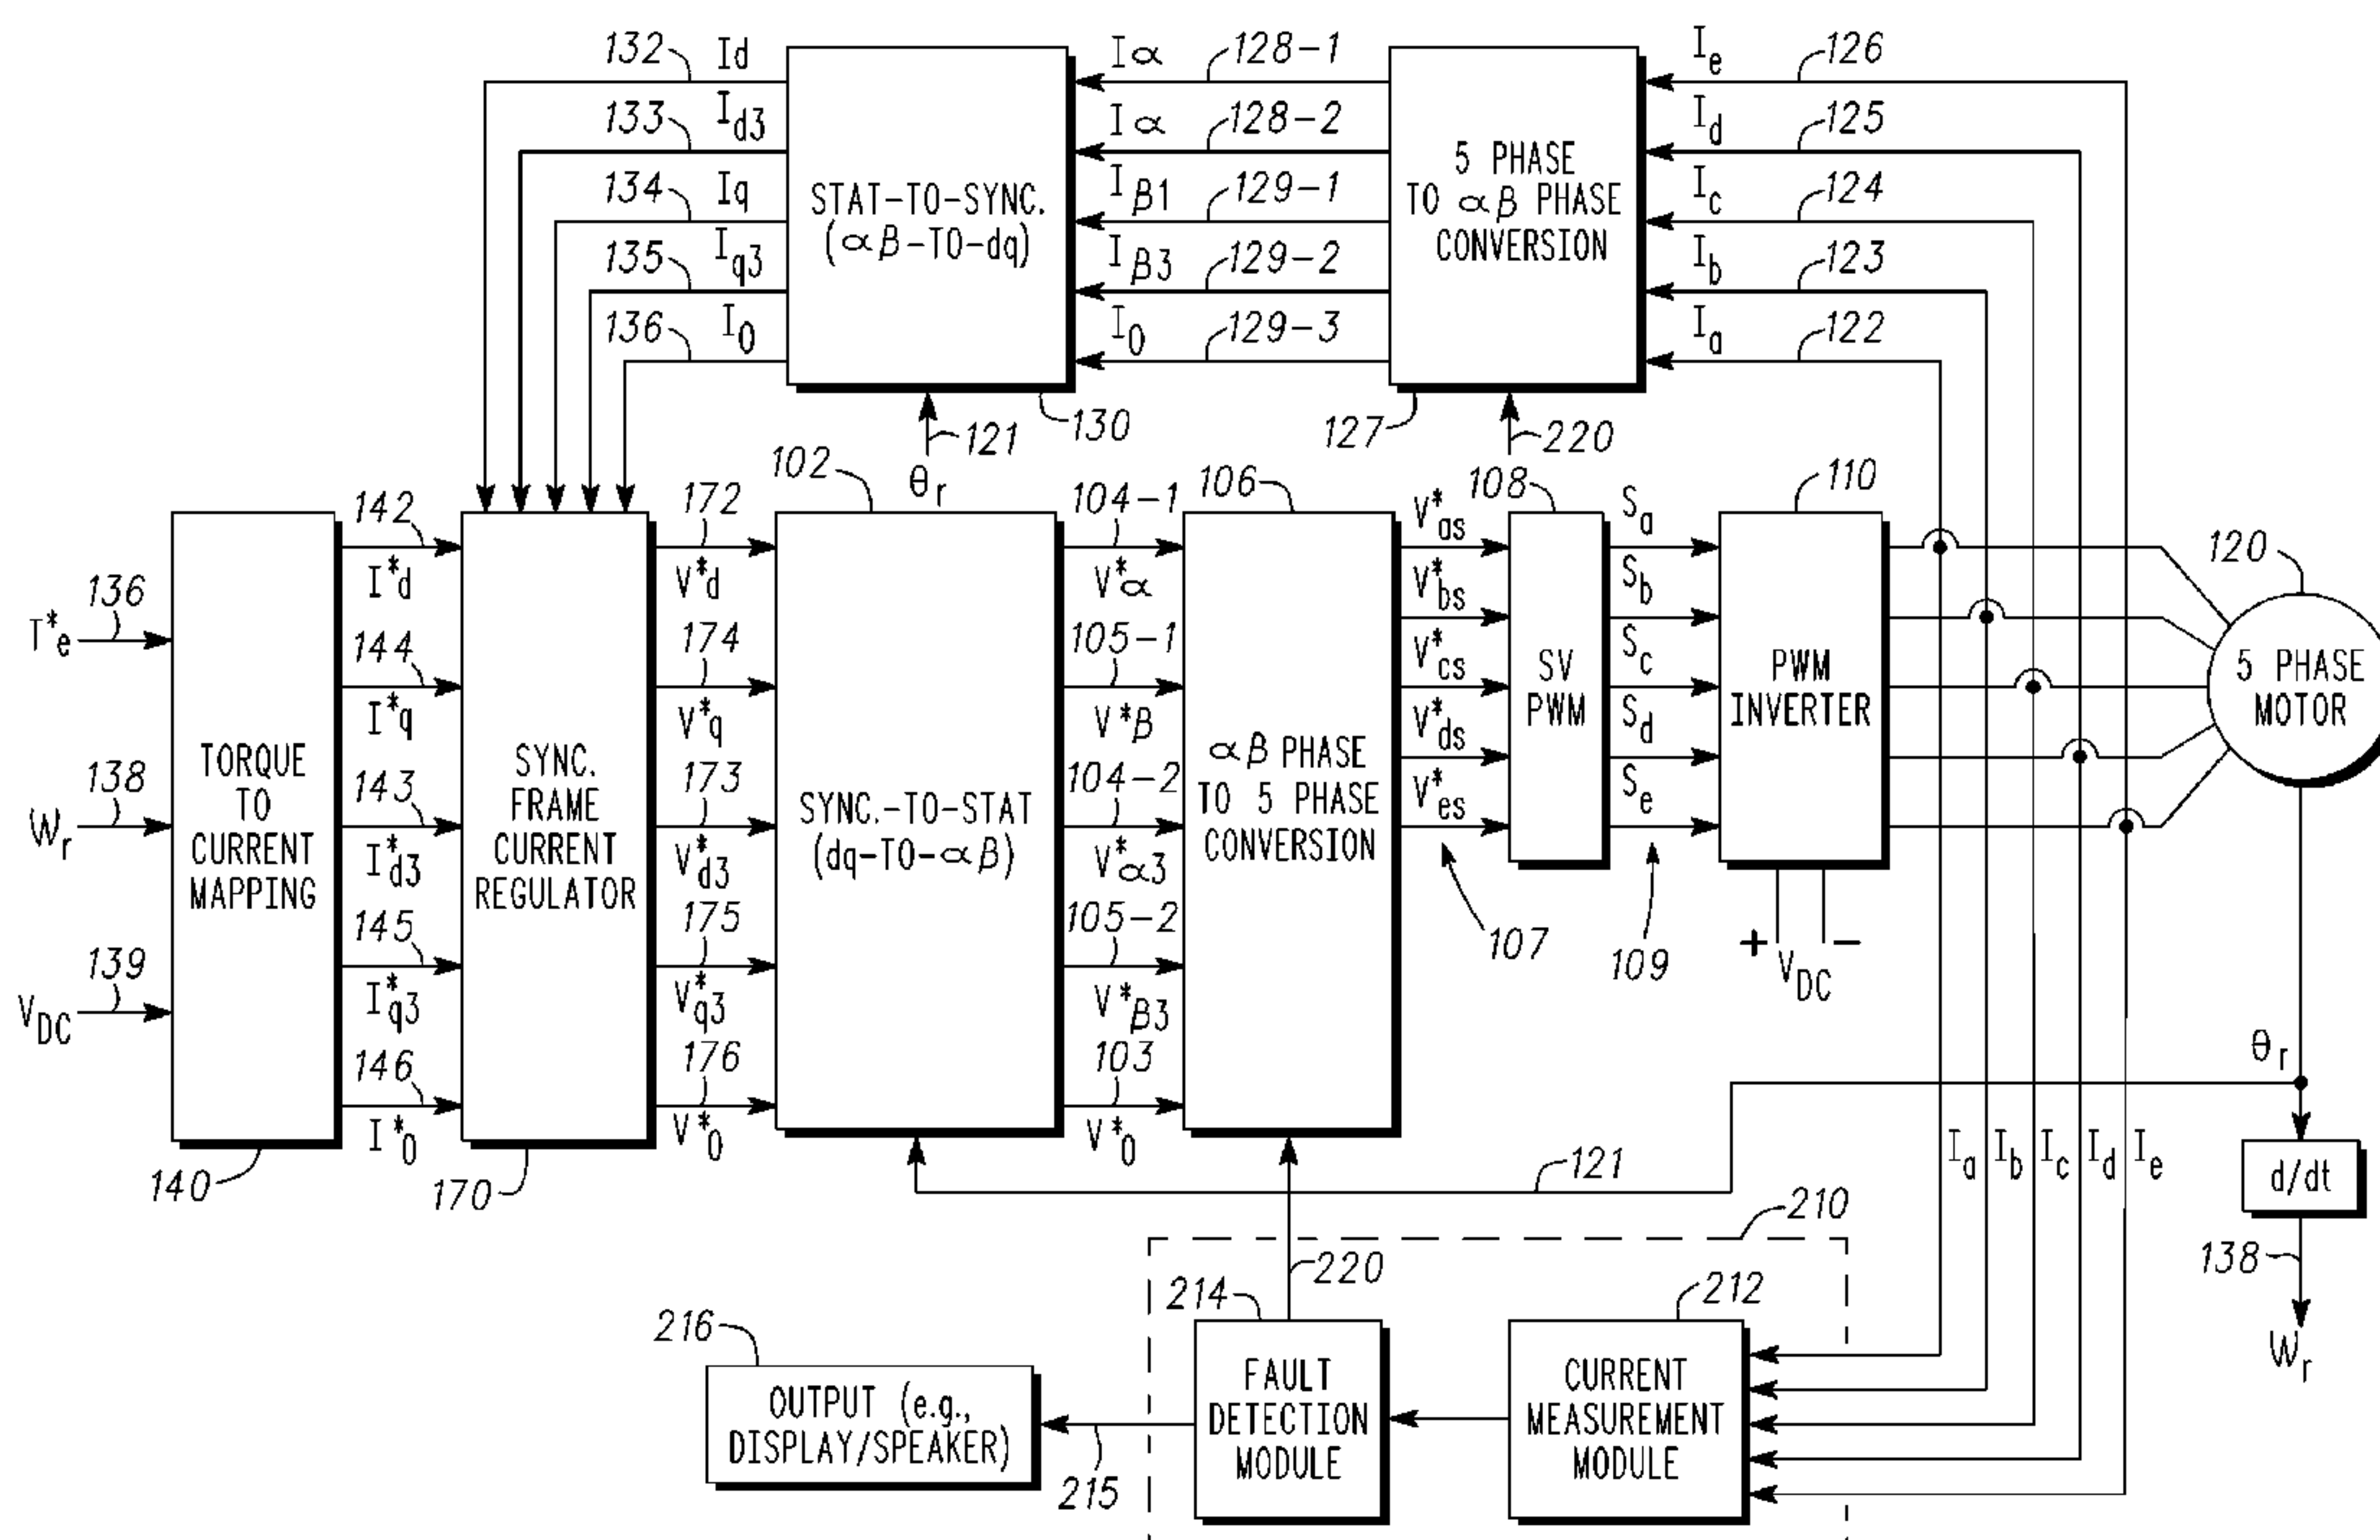 132 Id
133 Id3
134 Iq
135 Iq3
136 I0
STAT-TO-SYNC.
(αβ-TO-dq)
130
121
θr
Iα 128-1
Iα 128-2
Iβ1 129-1
Iβ3 129-2
I0 129-3
5 PHASE
TO αβ PHASE
CONVERSION
127
220
Ie 126
Id 125
Ic 124
Ib 123
Ia 122
T*e 136
Wr 138
VDC 139
TORQUE
TO
CURRENT
MAPPING
140
142
I*d
144
I*q
143
I*d3
145
I*q3
146
I*0
SYNC.
FRAME
CURRENT
REGULATOR
170
172
V*d
174
V*q
173
V*d3
175
V*q3
176
V*0
102
SYNC.-TO-STAT
(dq-TO-αβ)
104-1
V*α
105-1
V*β
104-2
V*α3
105-2
V*β3
103
V*0
106
αβ PHASE
TO 5 PHASE
CONVERSION
V*as
V*bs
V*cs
V*ds
V*es
107
108
SV
PWM
Sa
Sb
Sc
Sd
Se
109
110
PWM
INVERTER
+ VDC −
120
5 PHASE
MOTOR
θr
121
Ia Ib Ic Id Ie
d/dt
138
Wr
210
220
214
FAULT
DETECTION
MODULE
212
CURRENT
MEASUREMENT
MODULE
216
OUTPUT (e.g.,
DISPLAY/SPEAKER)
215